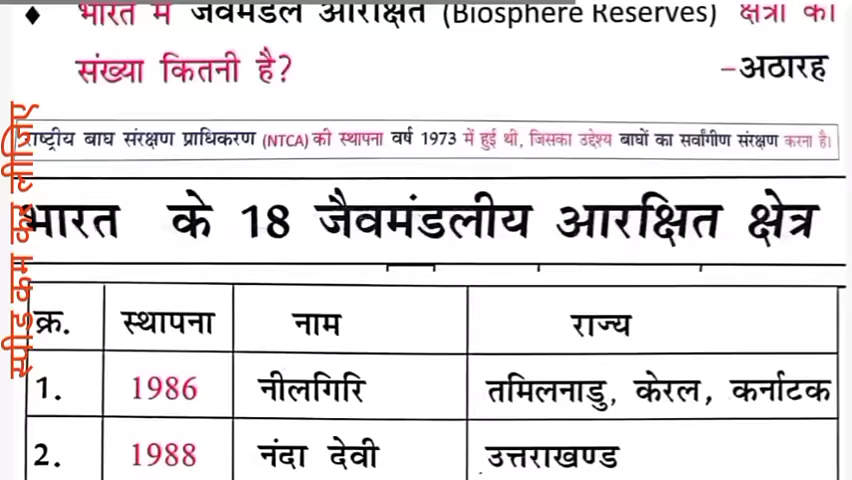 ♦ भारत में जैवमंडल आरक्षित (Biosphere Reserves) क्षेत्रों की
संख्या कितनी है? –अठारह
राष्ट्रीय बाघ संरक्षण प्राधिकरण (NTCA) की स्थापना वर्ष 1973 में हुई थी, जिसका उद्देश्य बाघों का सर्वांगीण संरक्षण करना है।
भारत के 18 जैवमंडलीय आरक्षित क्षेत्र
क्र. स्थापना नाम राज्य
1. 1986 नीलगिरि तमिलनाडु, केरल, कर्नाटक
2. 1988 नंदा देवी उत्तराखण्ड
स्पीड कम कर लीजिए